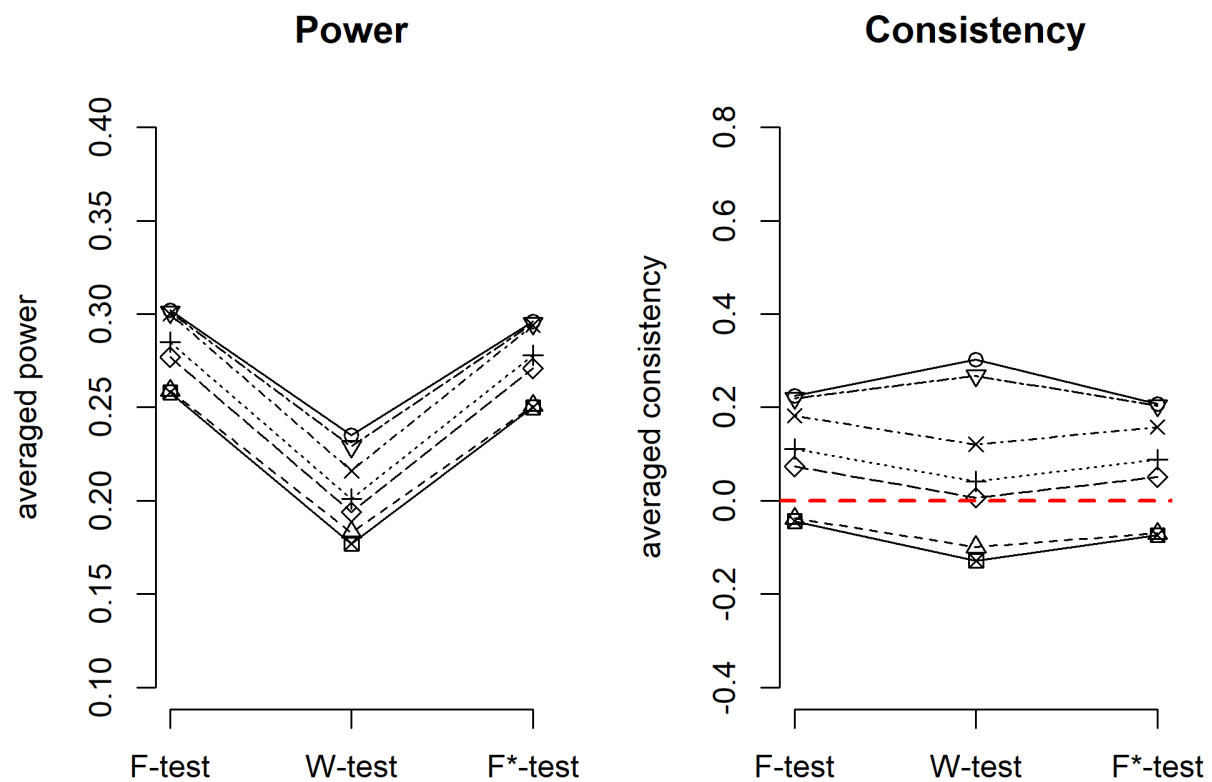 Power
averaged power
0.40
0.35
0.30
0.25
0.20
0.15
0.10
F-test
W-test
F*-test
Consistency
averaged consistency
0.8
0.6
0.4
0.2
0.0
-0.2
-0.4
F-test
W-test
F*-test